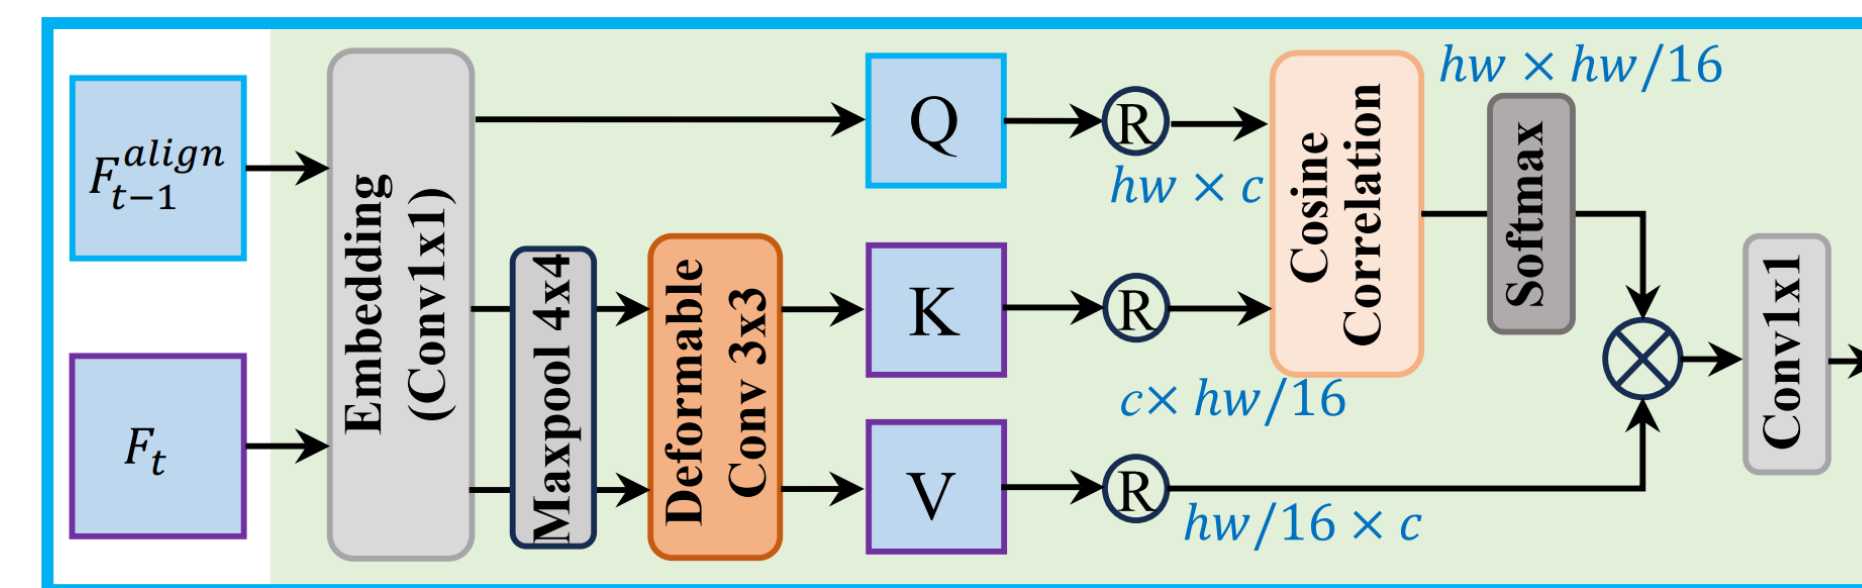 F_{t-1}^{align}
F_t
Embedding
(Conv1x1)
Maxpool 4x4
Deformable
Conv 3x3
Q
K
V
R
hw × c
R
c× hw/16
R
hw/16 × c
Cosine
Correlation
hw × hw/16
Softmax
Conv1x1